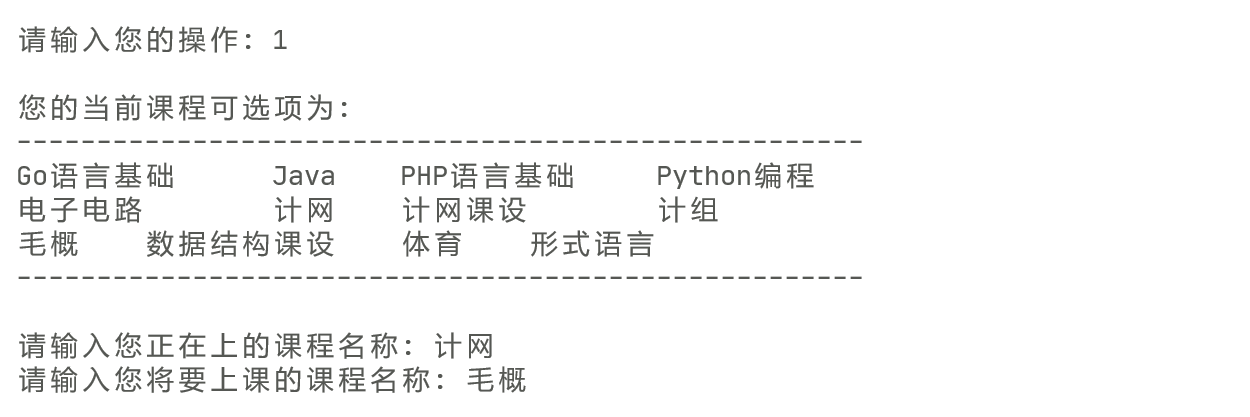 请输入您的操作: 1
您的当前课程可选项为:
-----------------------------------------------------
Go语言基础 Java PHP语言基础 Python编程
电子电路 计网 计网课设 计组
毛概 数据结构课设 体育 形式语言
-----------------------------------------------------
请输入您正在上的课程名称: 计网
请输入您将要上课的课程名称: 毛概